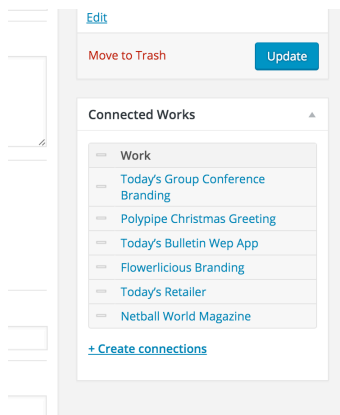 Edit
Move to Trash
Update
Connected Works
Work
Today's Group Conference
Branding
Polypipe Christmas Greeting
Today's Bulletin Wep App
Flowerlicious Branding
Today's Retailer
Netball World Magazine
+ Create connections